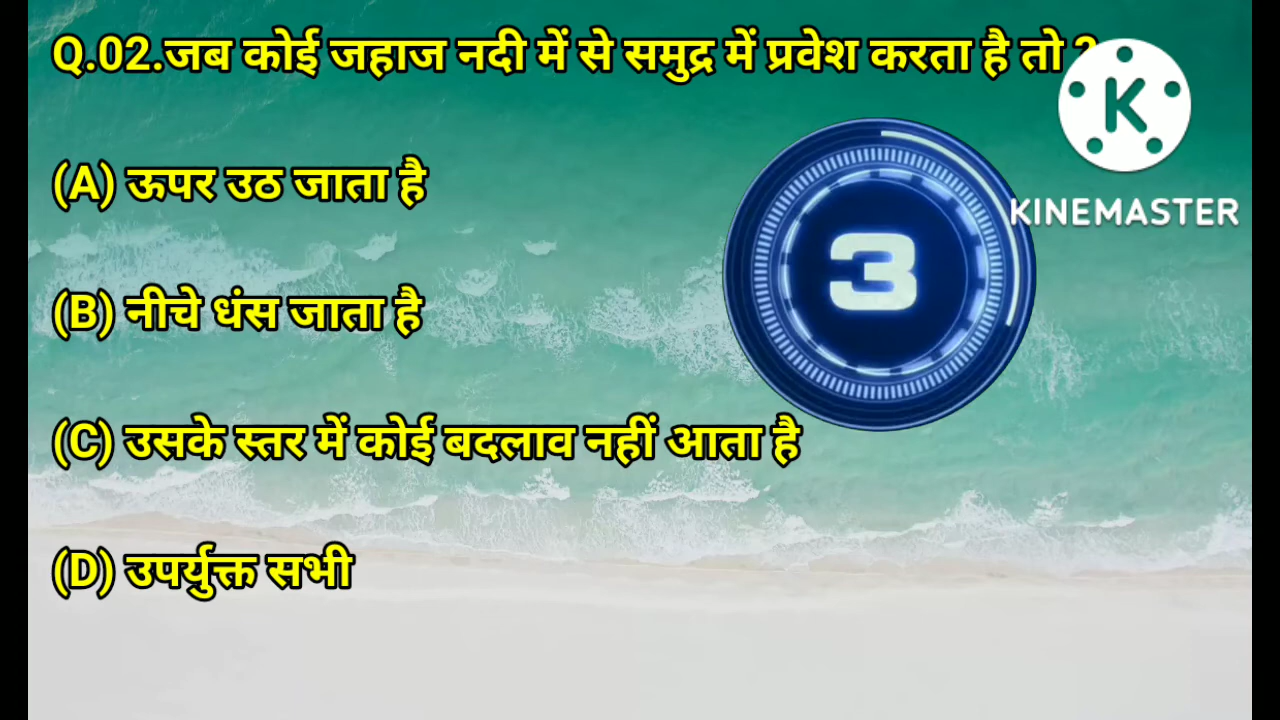 Q.02.जब कोई जहाज नदी में से समुद्र में प्रवेश करता है तो ?
K
KINEMASTER
3
(A) ऊपर उठ जाता है
(B) नीचे धंस जाता है
(C) उसके स्तर में कोई बदलाव नहीं आता है
(D) उपर्युक्त सभी